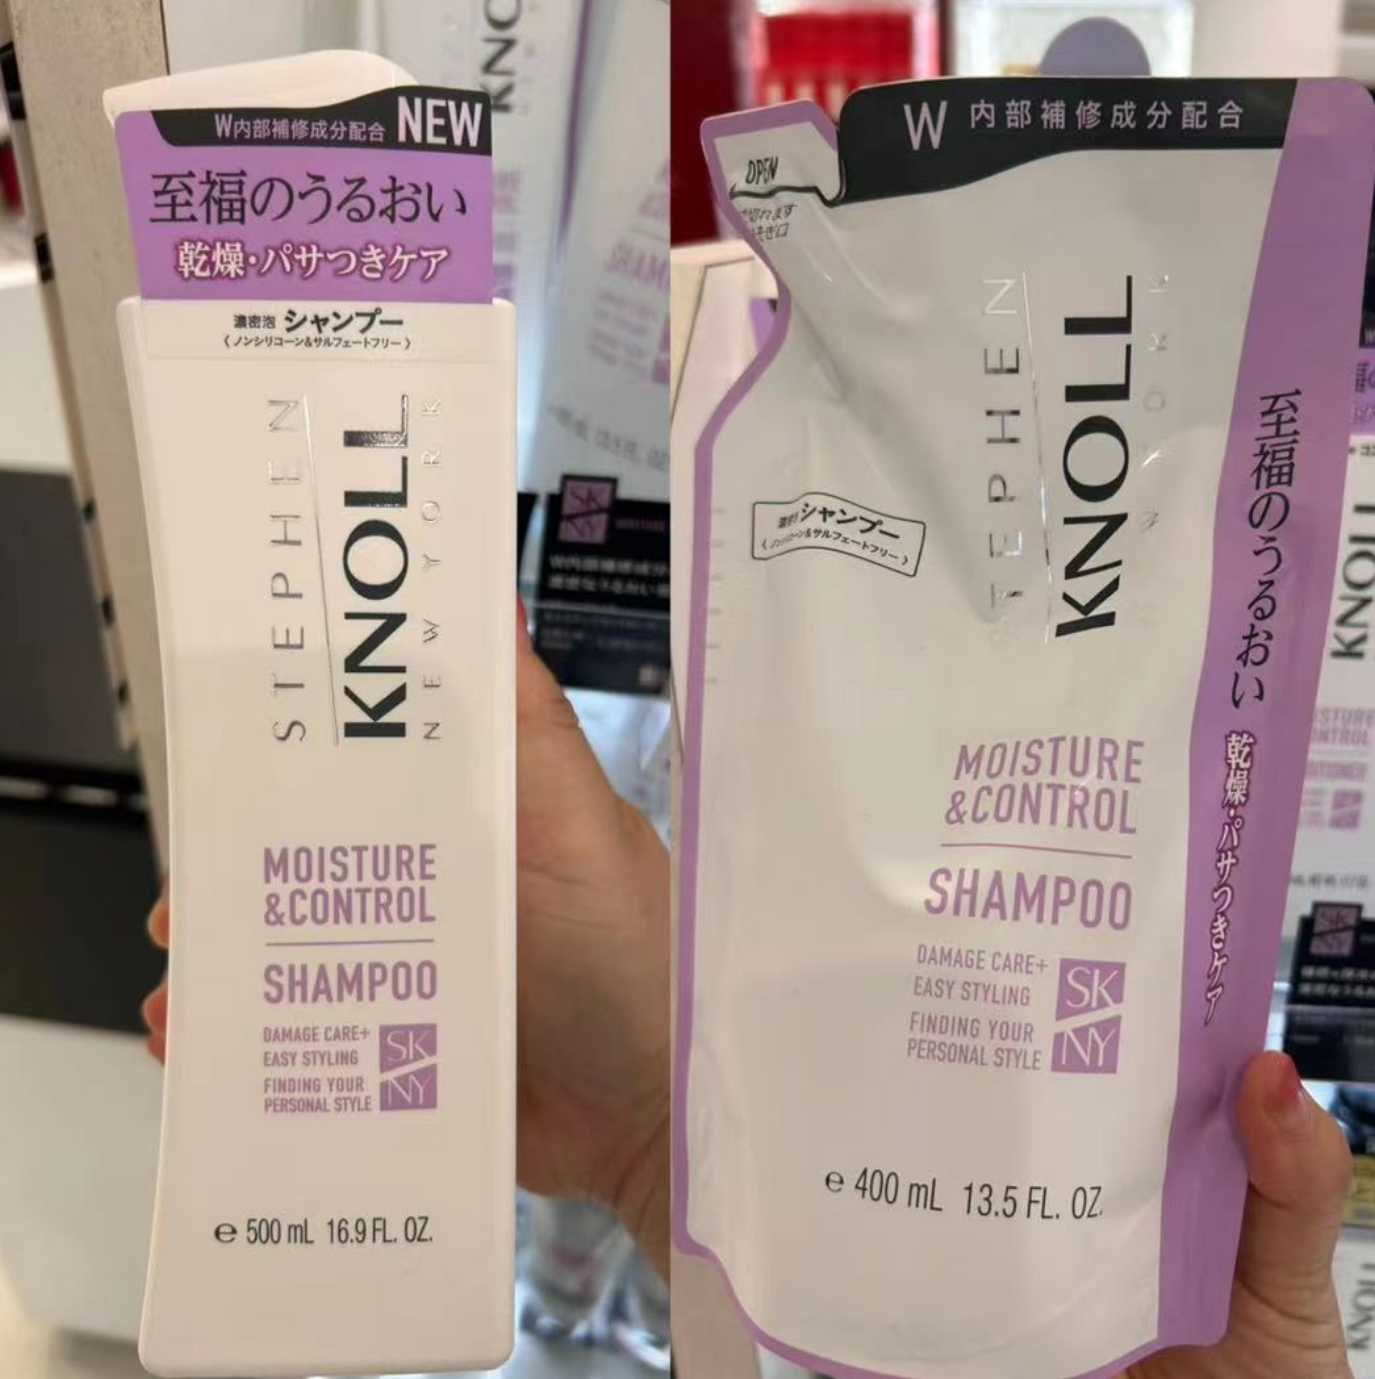 W内部補修成分配合 NEW
至福のうるおい
乾燥・パサつきケア
濃密泡 シャンプー
(ノンシリコーン&サルフェートフリー)
STEPHEN
KNOLL
NEW YORK
MOISTURE
&CONTROL
SHAMPOO
DAMAGE CARE+
EASY STYLING
FINDING YOUR
PERSONAL STYLE
SK
NY
e 500 mL 16.9 FL. OZ.
W 内部補修成分配合
OPEN
STEPHEN
KNOLL
シャンプー
(ノンシリコーン&サルフェートフリー)
至福のうるおい 乾燥・パサつきケア
MOISTURE
&CONTROL
SHAMPOO
DAMAGE CARE+
EASY STYLING
FINDING YOUR
PERSONAL STYLE
SK
NY
e 400 mL 13.5 FL. OZ.
KNOLL